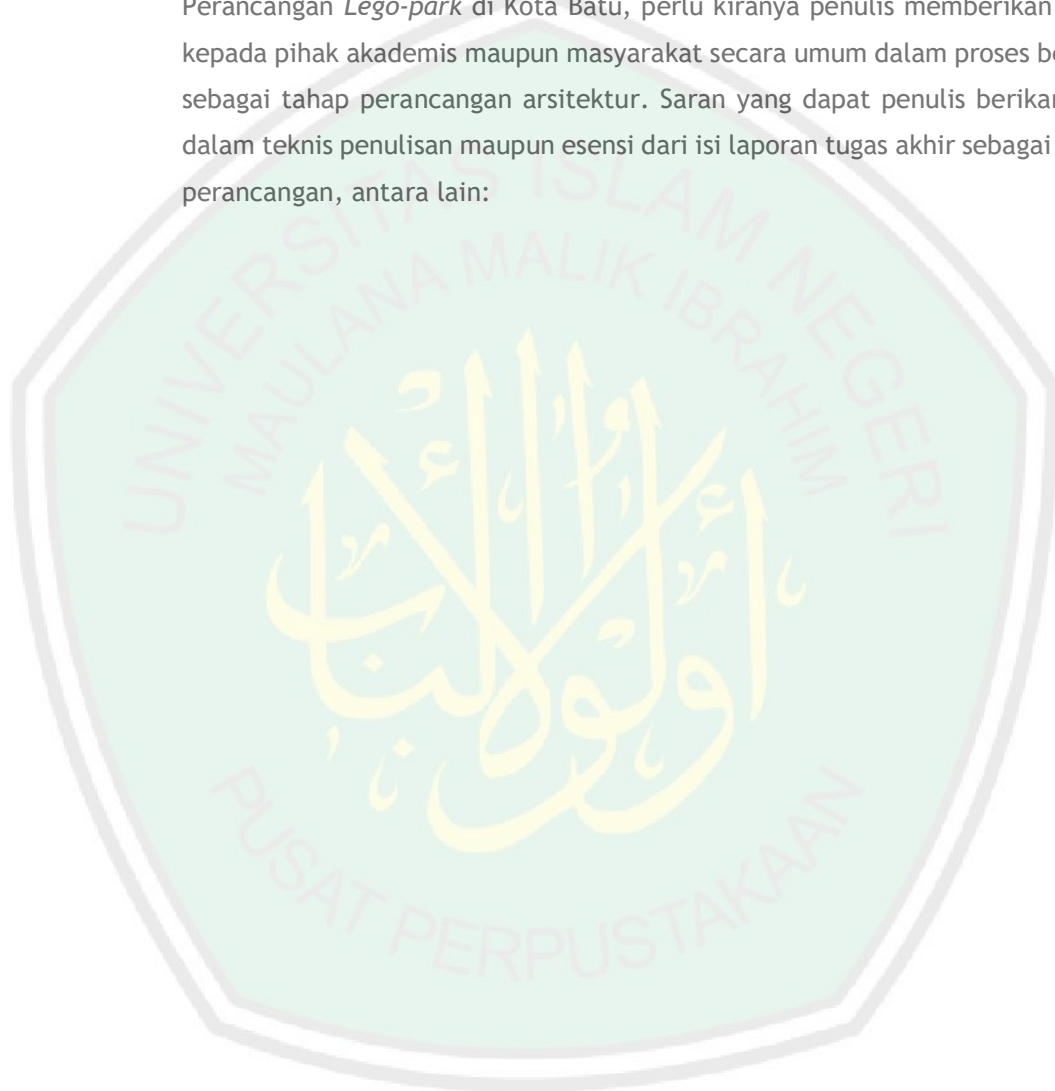 Perancangan Lego-park di Kota Batu, perlu kiranya penulis memberikan
kepada pihak akademis maupun masyarakat secara umum dalam proses
sebagai tahap perancangan arsitektur. Saran yang dapat penulis berikan
dalam teknis penulisan maupun esensi dari isi laporan tugas akhir sebagai
perancangan, antara lain:
UNIVERSITAS ISLAM NEGERI
MAULANA MALIK IBRAHIM
أولوا الألباب
PUSAT PERPUSTAKAAN